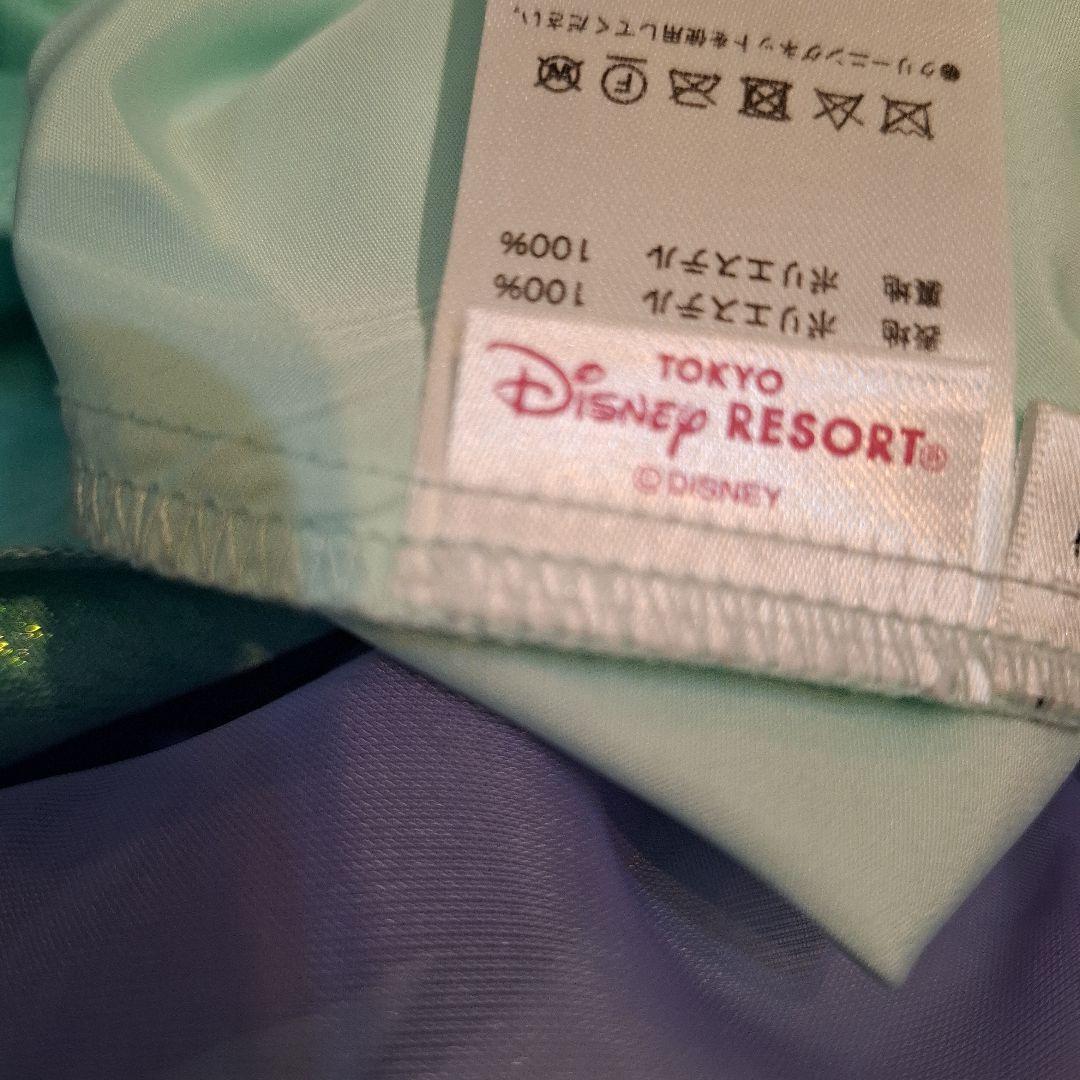 TOKYO
Disney RESORT®
©DISNEY
表地 ポリエステル 100%
裏地 ポリエステル 100%
F W
●クリーニングネットを使用してください。